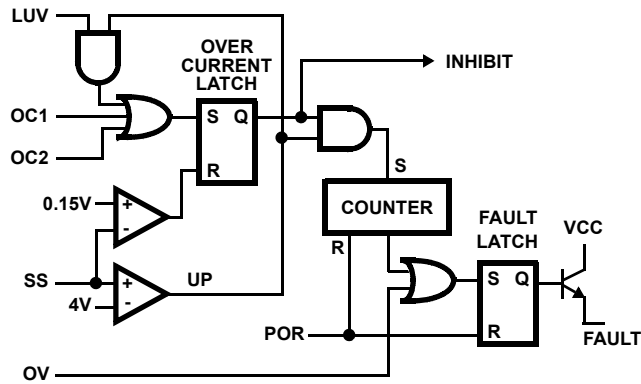 LUV
OVER
CURRENT
LATCH
INHIBIT
OC1
S Q
OC2
R
0.15V
+
-
S
COUNTER
R
FAULT
LATCH
VCC
SS
+
UP
4V
-
S Q
POR
R
FAULT
OV